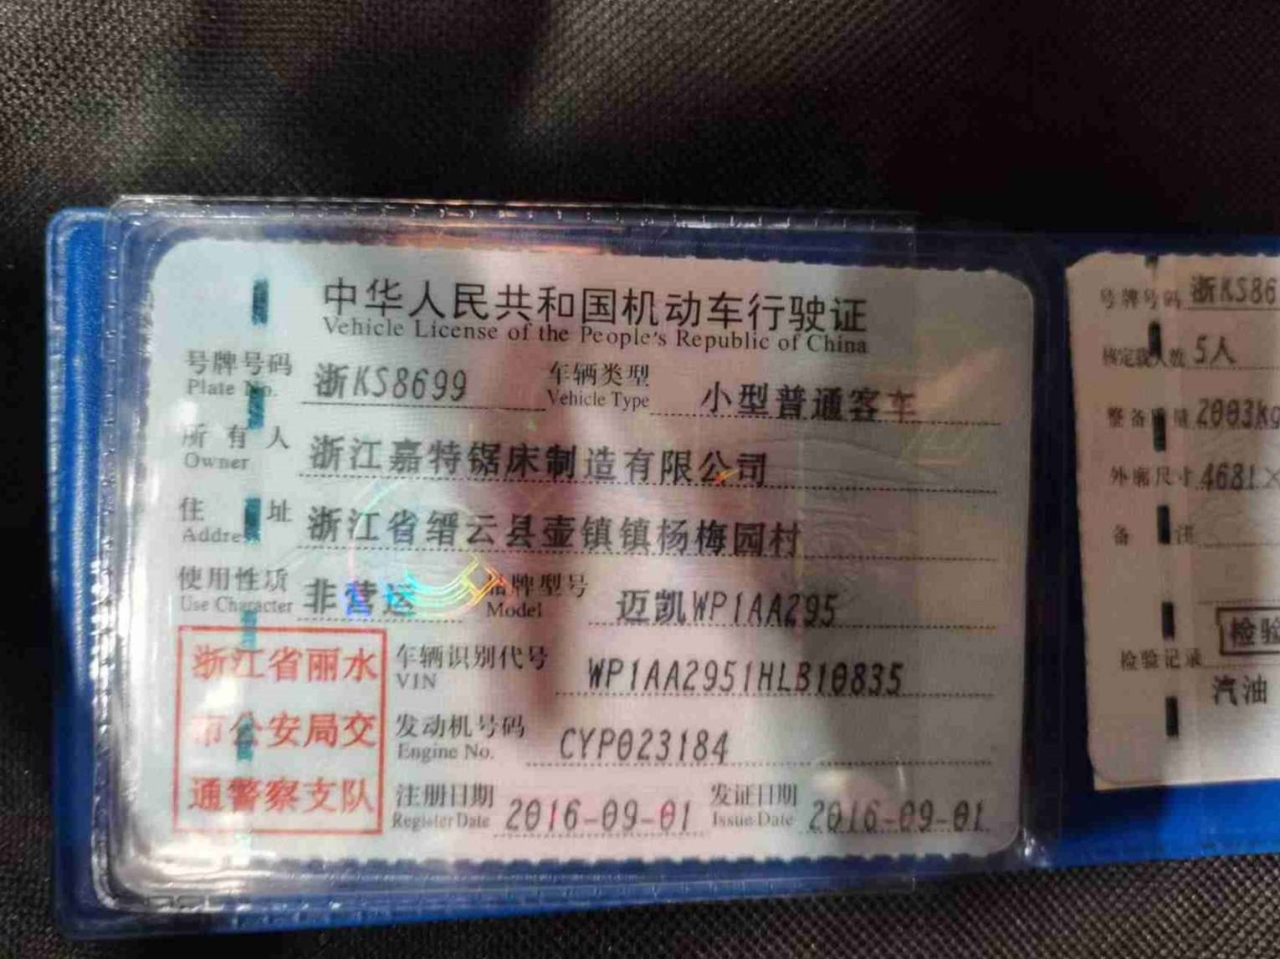 中华人民共和国机动车行驶证
Vehicle License of the People's Republic of China
号牌号码 浙KS8699 车辆类型 小型普通客车
Plate No. Vehicle Type
所有人 浙江嘉特锯床制造有限公司
Owner
住址 浙江省缙云县壶镇镇杨梅园村
Address
使用性质 非营运 品牌型号 迈凯WP1AA295
Use Character Model
浙江省丽水
市公安局交
通警察支队
车辆识别代号 WP1AA2951HLB10835
VIN
发动机号码 CYP023184
Engine No.
注册日期 2016-09-01 发证日期 2016-09-01
Register Date Issue Date
号牌号码 浙KS86
核定载人数 5人
整备质量 2003kg
外廓尺寸 4681×
备注
检验
检验记录
汽油